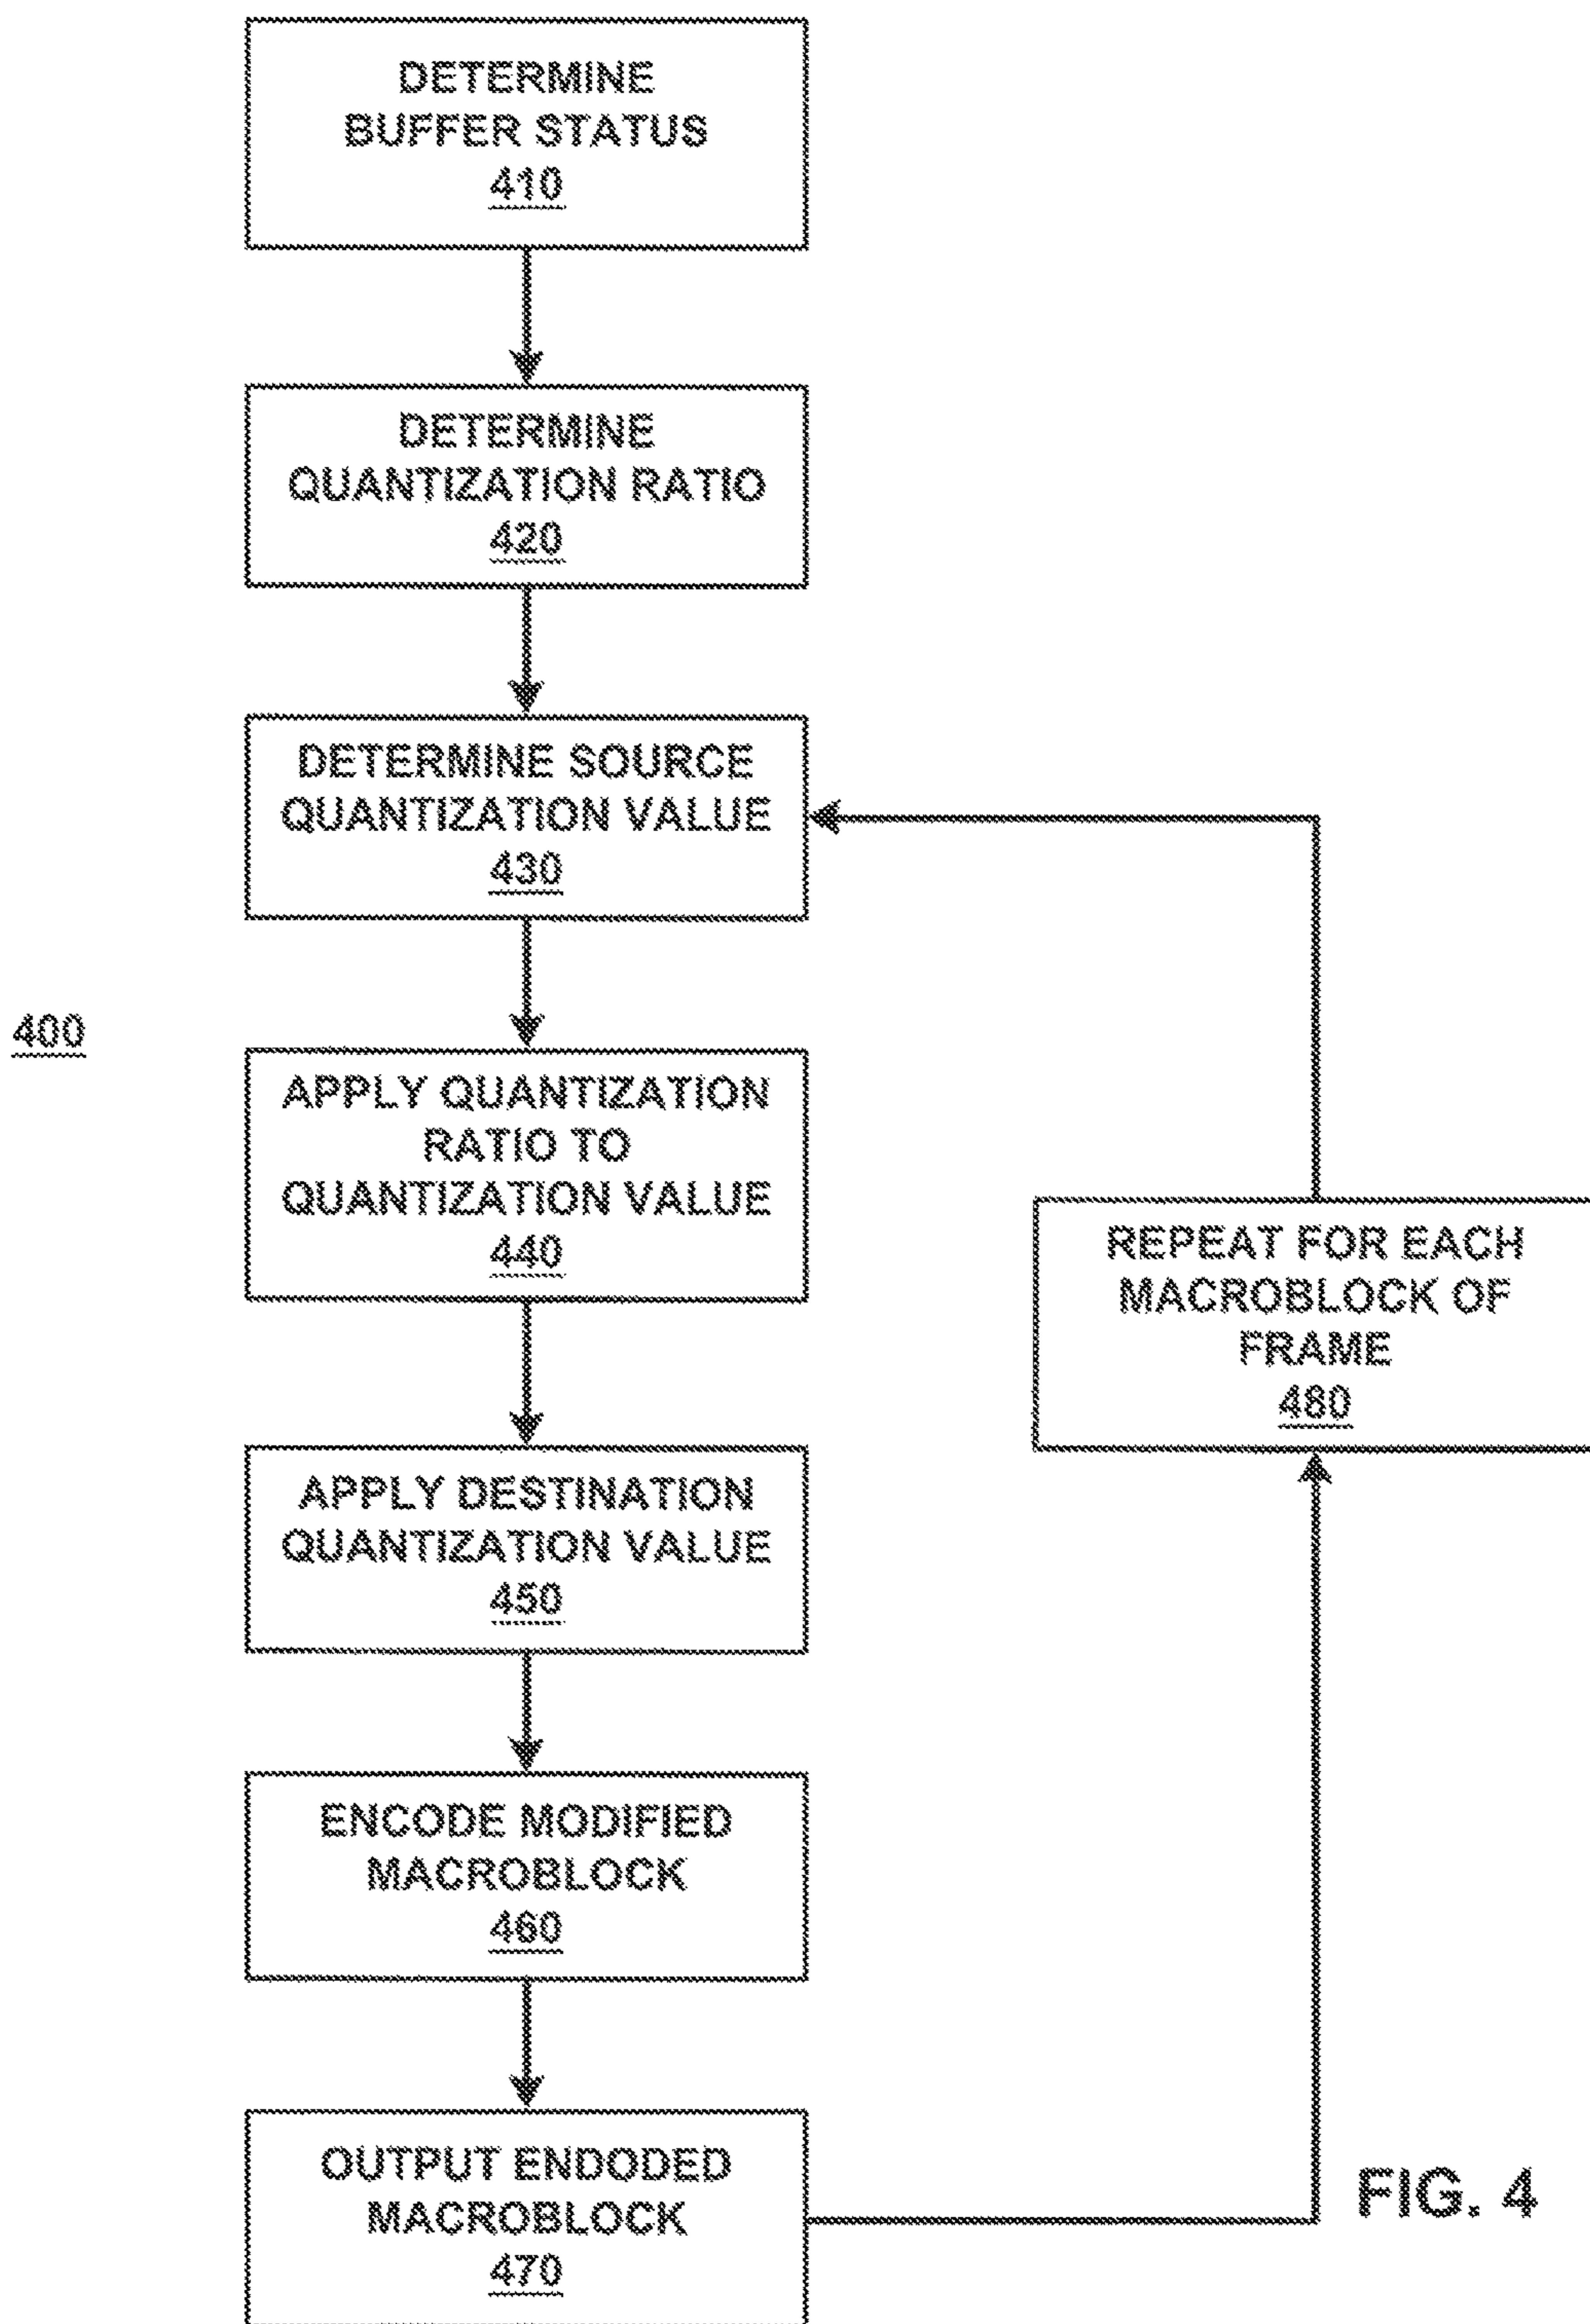 DETERMINE
BUFFER STATUS
410
DETERMINE
QUANTIZATION RATIO
420
DETERMINE SOURCE
QUANTIZATION VALUE
430
400
APPLY QUANTIZATION
RATIO TO
QUANTIZATION VALUE
440
REPEAT FOR EACH
MACROBLOCK OF
FRAME
480
APPLY DESTINATION
QUANTIZATION VALUE
450
ENCODE MODIFIED
MACROBLOCK
460
OUTPUT ENDODED
MACROBLOCK
470
FIG. 4